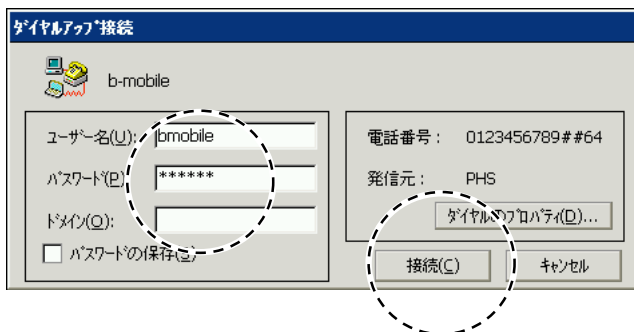 ﾀﾞｲﾔﾙｱｯﾌﾟ接続
b-mobile
ﾕｰｻﾞｰ名(U): bmobile
ﾊﾟｽﾜｰﾄﾞ(P): ******
ﾄﾞﾒｲﾝ(O):
ﾊﾟｽﾜｰﾄﾞの保存(S)
電話番号： 0123456789##64
発信元： PHS
ﾀﾞｲﾔﾙのﾌﾟﾛﾊﾟﾃｨ(D)...
接続(C)
ｷｬﾝｾﾙ